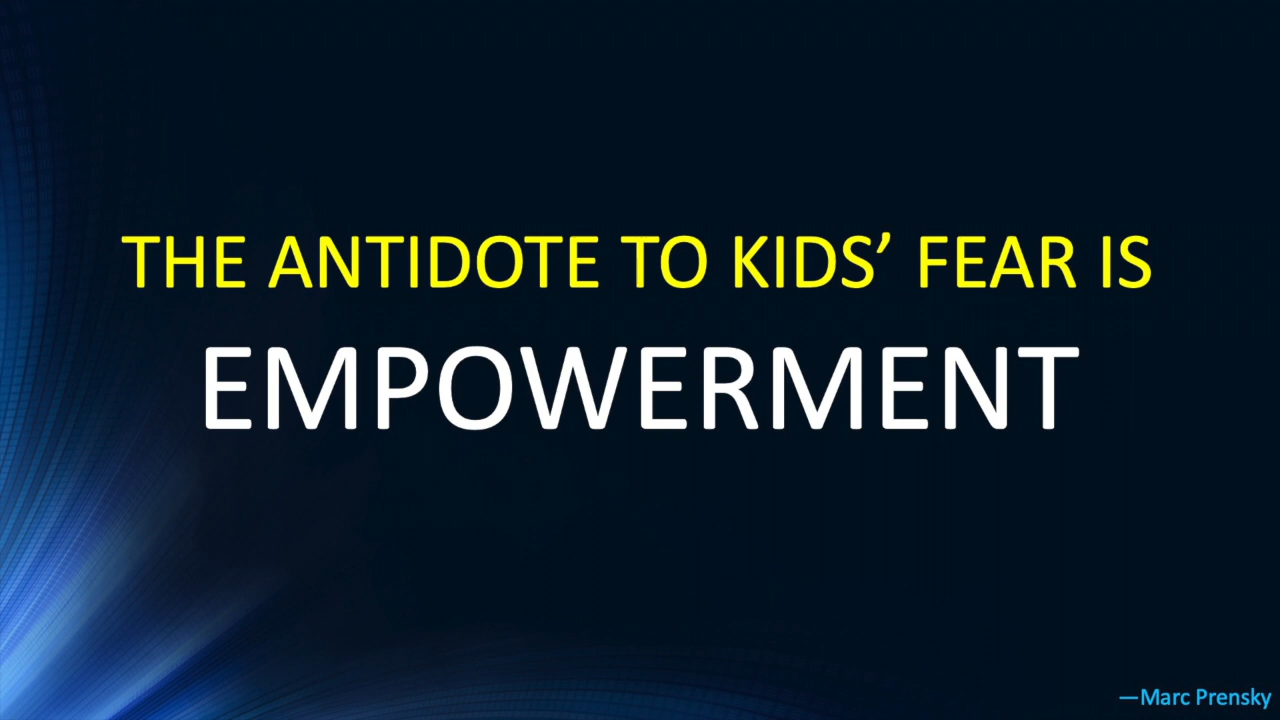 THE ANTIDOTE TO KIDS’ FEAR IS
EMPOWERMENT
—Marc Prensky